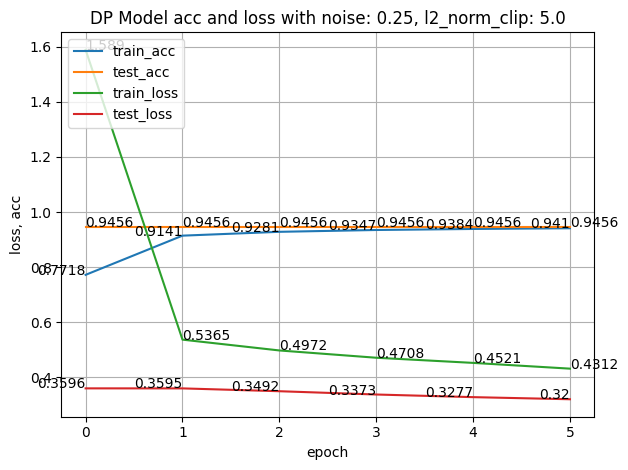 DP Model acc and loss with noise: 0.25, l2_norm_clip: 5.0
1.6
1.589
train_acc
test_acc
train_loss
test_loss
1.4
1.2
1.0
0.9456 0.9456 0.9456 0.9456 0.9456 0.9456
0.9141 0.9281 0.9347 0.9384 0.941
0.8
0.7718
0.6
0.5365 0.4972 0.4708 0.4521 0.4312
0.4
0.3596 0.3595 0.3492 0.3373 0.3277 0.32
loss, acc
0 1 2 3 4 5
epoch